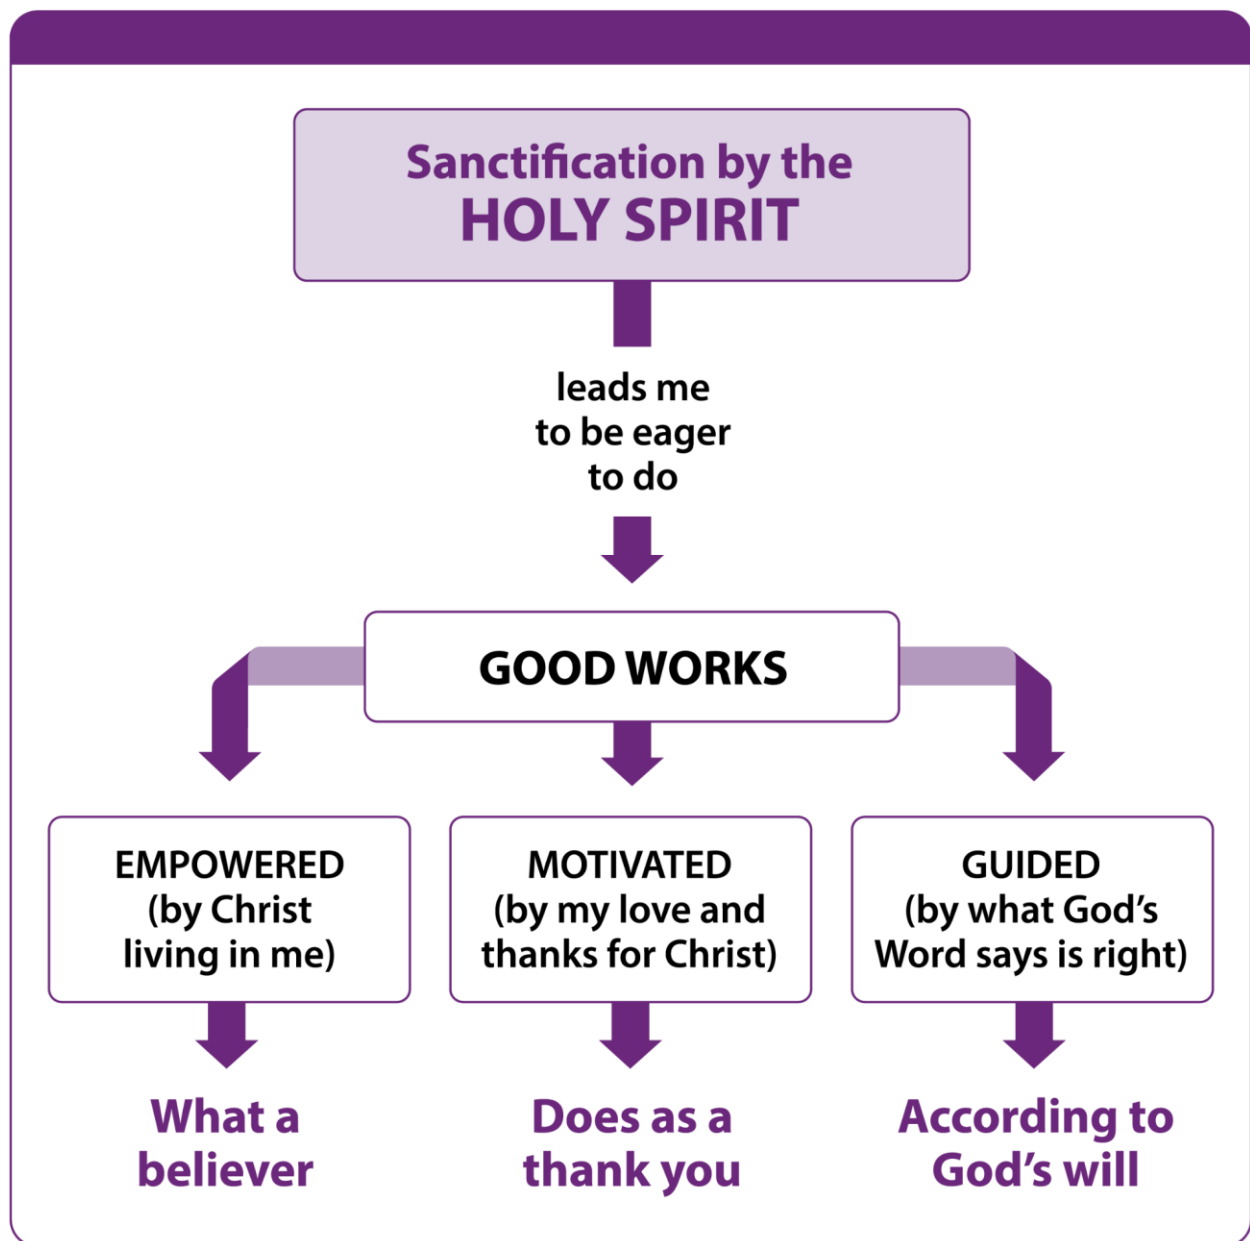 Sanctification by the
HOLY SPIRIT
leads me
to be eager
to do
GOOD WORKS
EMPOWERED
(by Christ
living in me)
MOTIVATED
(by my love and
thanks for Christ)
GUIDED
(by what God’s
Word says is right)
What a
believer
Does as a
thank you
According to
God’s will